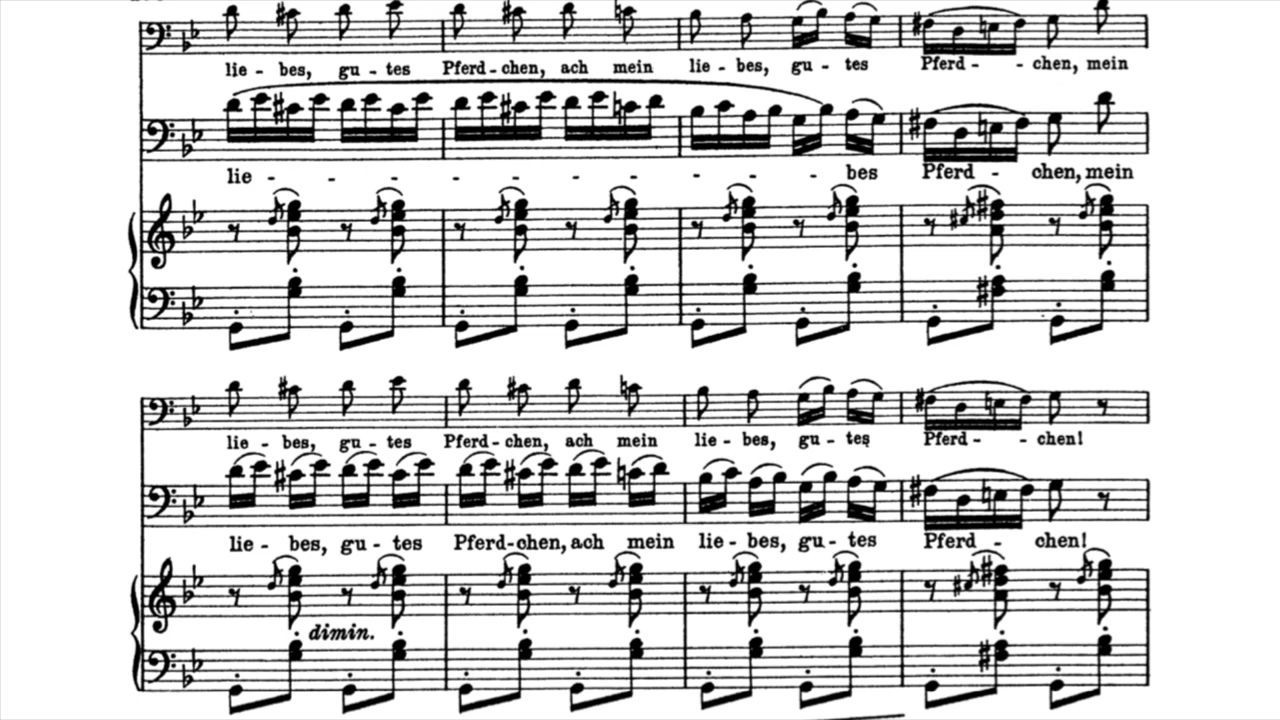 lie - bes, gu - tes Pferd - chen, ach mein lie - bes, gu - tes Pferd - - chen, mein
lie - - - - - - - - - - bes Pferd - chen, mein
lie - bes, gu - tes Pferd - chen, ach mein lie - bes, gu - tes Pferd - - chen!
lie - bes, gu - tes Pferd - chen, ach mein lie - bes, gu - tes Pferd - chen!
dimin.